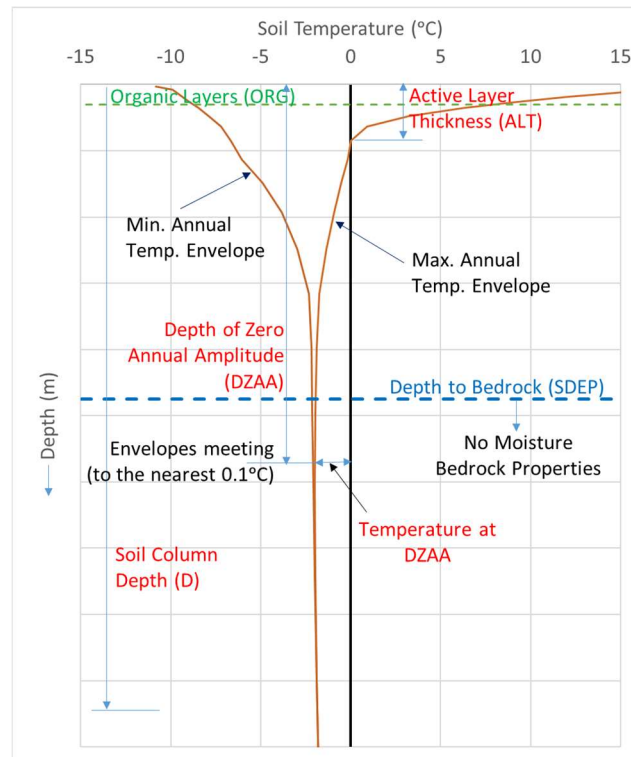 Soil Temperature (°C)
-15 -10 -5 0 5 10 15
Organic Layers (ORG)
Active Layer
Thickness (ALT)
Min. Annual
Temp. Envelope
Max. Annual
Temp. Envelope
Depth of Zero
Annual Amplitude
(DZAA)
Depth to Bedrock (SDEP)
Depth (m)
Envelopes meeting
(to the nearest 0.1°C)
No Moisture
Bedrock Properties
Temperature at
DZAA
Soil Column
Depth (D)